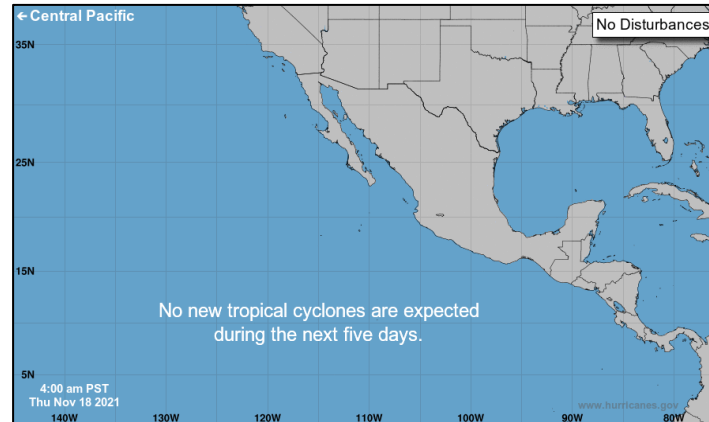 ← Central Pacific
No Disturbances
35N
25N
15N
No new tropical cyclones are expected
during the next five days.
5N
4:00 am PST
Thu Nov 18 2021
www.hurricanes.gov
140W 130W 120W 110W 100W 90W 80W